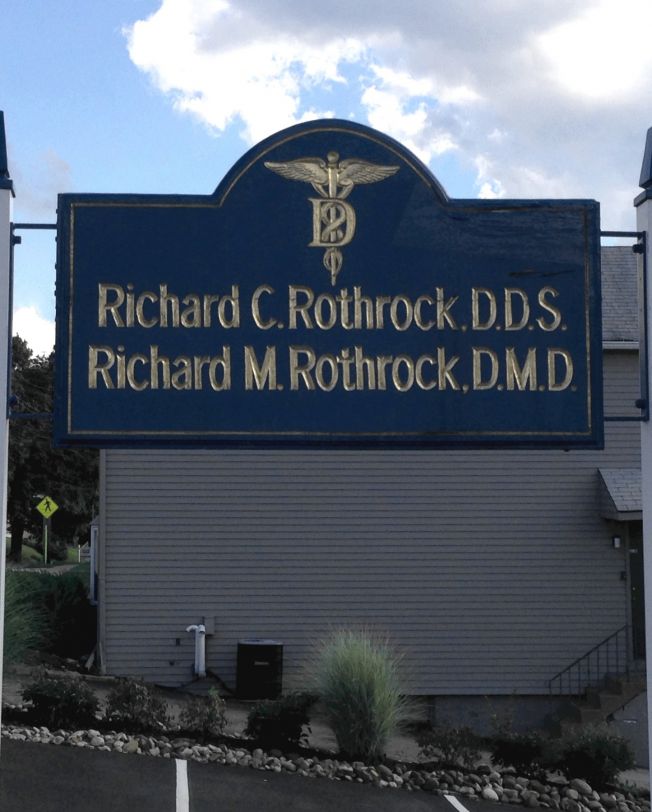 D
Richard C. Rothrock, D.D.S.
Richard M. Rothrock, D.M.D.